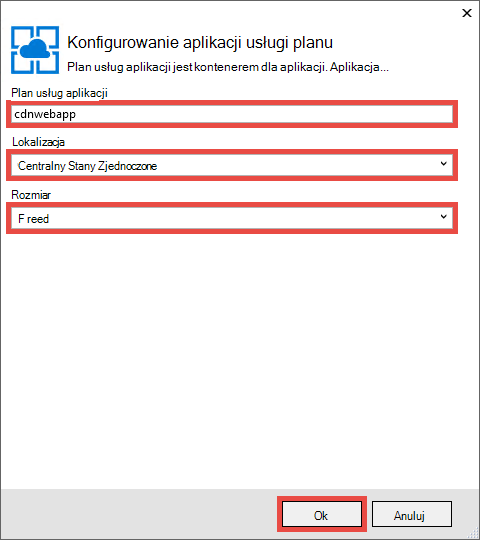 Konfigurowanie aplikacji usługi planu
Plan usług aplikacji jest kontenerem dla aplikacji. Aplikacja...
Plan usług aplikacji
cdnwebapp
Lokalizacja
Centralny Stany Zjednoczone
Rozmiar
F reed
Ok
Anuluj